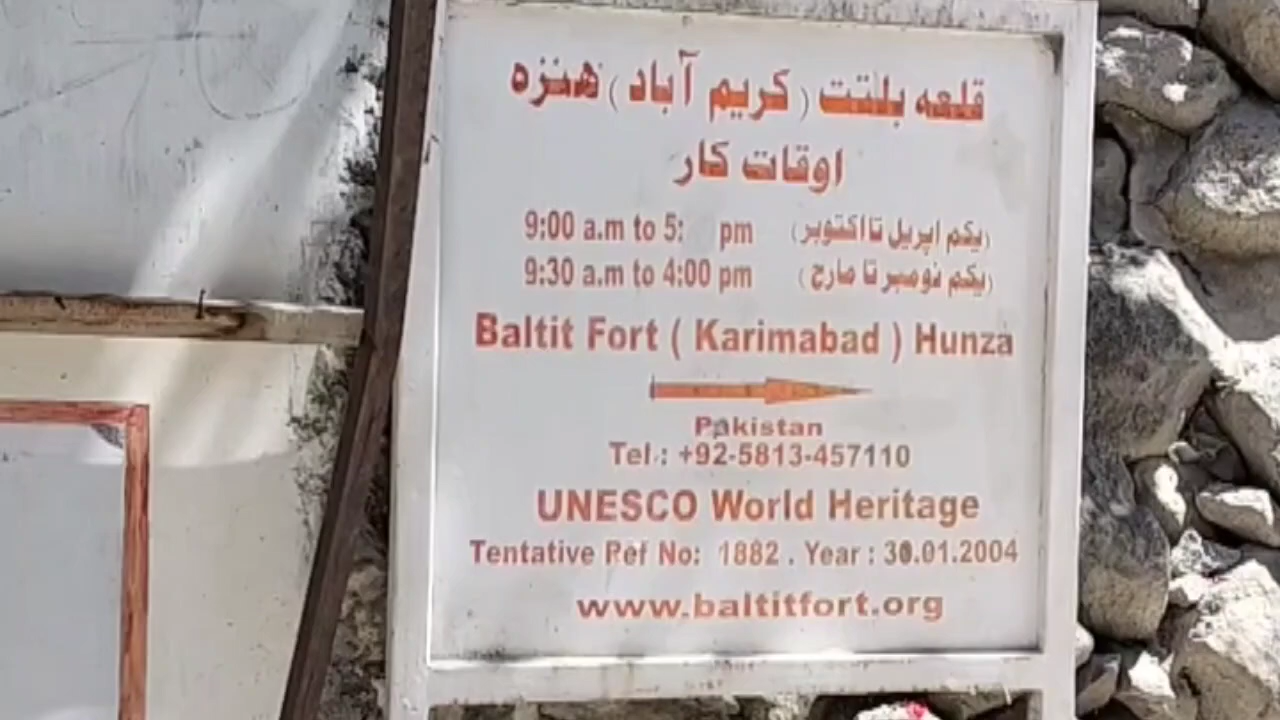 قلعه بلتت ( کریم آباد ) هنزه
اوقات کار
9:00 a.m to 5: pm (یکم اپریل تا اکتوبر)
9:30 a.m to 4:00 pm (یکم نومبر تا مارچ)
Baltit Fort ( Karimabad ) Hunza
Pakistan
Tel.: +92-5813-457110
UNESCO World Heritage
Tentative Ref No: 1882 . Year : 30.01.2004
www.baltitfort.org